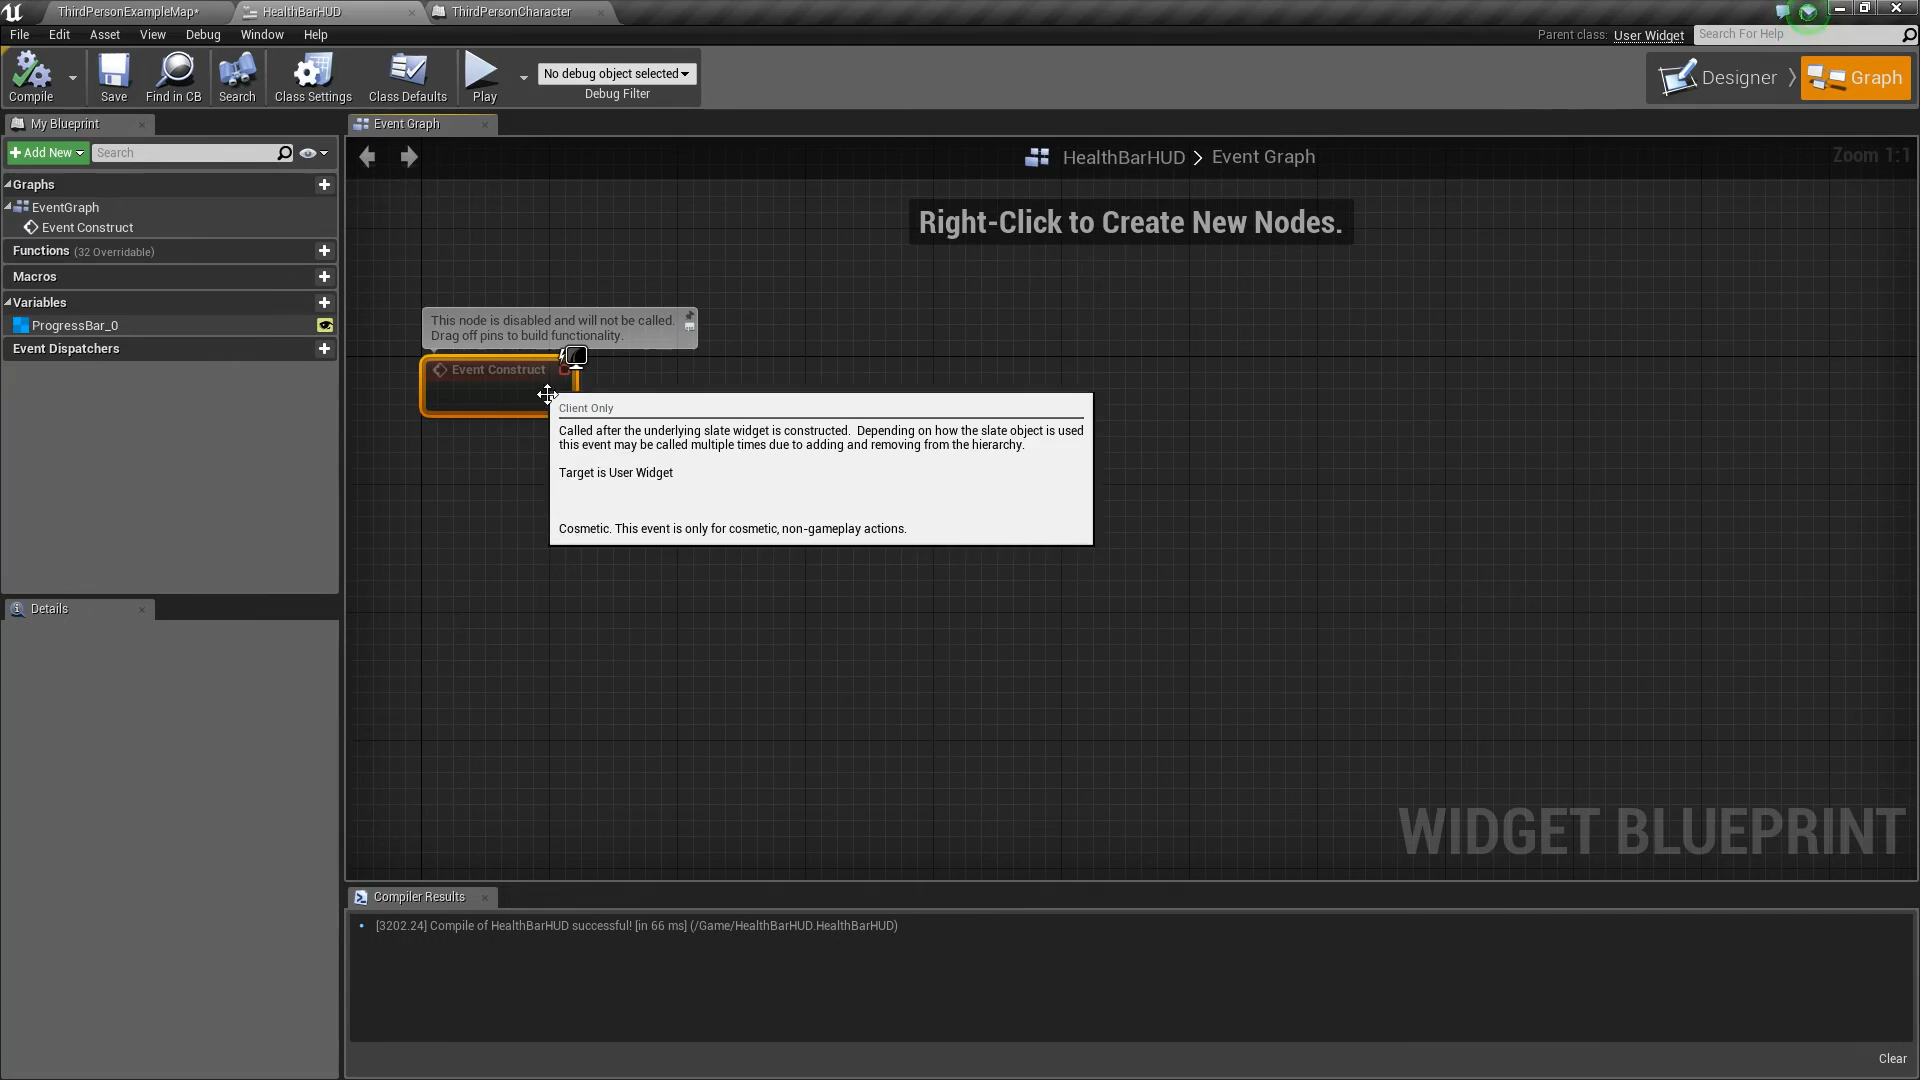 ThirdPersonExampleMap*
HealthBarHUD
ThirdPersonCharacter
File Edit Asset View Debug Window Help
Parent class: User Widget
Search For Help
Compile
Save
Find in CB
Search
Class Settings
Class Defaults
Play
No debug object selected
Debug Filter
Designer
Graph
My Blueprint
Event Graph
Add New
Search
HealthBarHUD > Event Graph
Zoom 1:1
Graphs
EventGraph
Event Construct
Functions (32 Overridable)
Macros
Variables
ProgressBar_0
Event Dispatchers
Right-Click to Create New Nodes.
This node is disabled and will not be called.
Drag off pins to build functionality.
Event Construct
Client Only
Called after the underlying slate widget is constructed. Depending on how the slate object is used
this event may be called multiple times due to adding and removing from the hierarchy.
Target is User Widget
Cosmetic. This event is only for cosmetic, non-gameplay actions.
Details
WIDGET BLUEPRINT
Compiler Results
[3202.24] Compile of HealthBarHUD successful! [in 66 ms] (/Game/HealthBarHUD.HealthBarHUD)
Clear